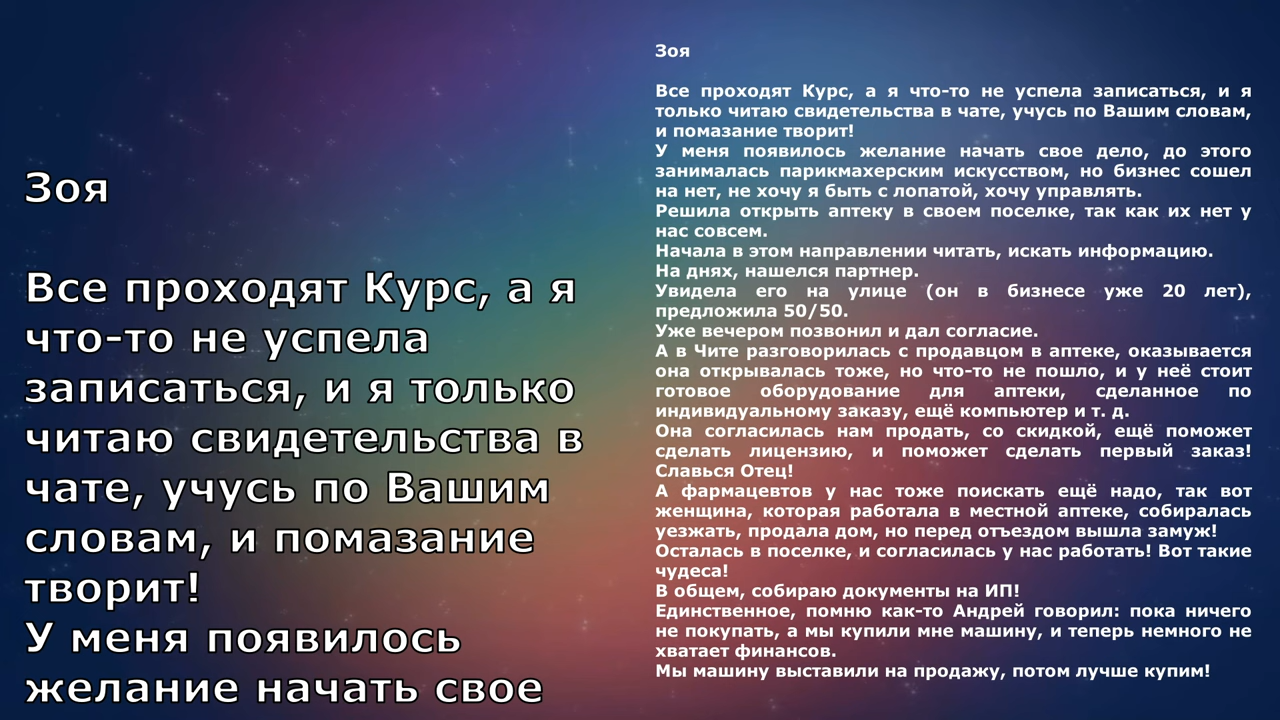 Зоя
Все проходят Курс, а я
что-то не успела
записаться, и я только
читаю свидетельства в
чате, учусь по Вашим
словам, и помазание
творит!
У меня появилось
желание начать свое
Зоя
Все проходят Курс, а я что-то не успела записаться, и я
только читаю свидетельства в чате, учусь по Вашим словам,
и помазание творит!
У меня появилось желание начать свое дело, до этого
занималась парикмахерским искусством, но бизнес сошел
на нет, не хочу я быть с лопатой, хочу управлять.
Решила открыть аптеку в своем поселке, так как их нет у
нас совсем.
Начала в этом направлении читать, искать информацию.
На днях, нашелся партнер.
Увидела его на улице (он в бизнесе уже 20 лет),
предложила 50/50.
Уже вечером позвонил и дал согласие.
А в Чите разговорилась с продавцом в аптеке, оказывается
она открывалась тоже, но что-то не пошло, и у неё стоит
готовое оборудование для аптеки, сделанное по
индивидуальному заказу, ещё компьютер и т. д.
Она согласилась нам продать, со скидкой, ещё поможет
сделать лицензию, и поможет сделать первый заказ!
Славься Отец!
А фармацевтов у нас тоже поискать ещё надо, так вот
женщина, которая работала в местной аптеке, собиралась
уезжать, продала дом, но перед отъездом вышла замуж!
Осталась в поселке, и согласилась у нас работать! Вот такие
чудеса!
В общем, собираю документы на ИП!
Единственное, помню как-то Андрей говорил: пока ничего
не покупать, а мы купили мне машину, и теперь немного не
хватает финансов.
Мы машину выставили на продажу, потом лучше купим!